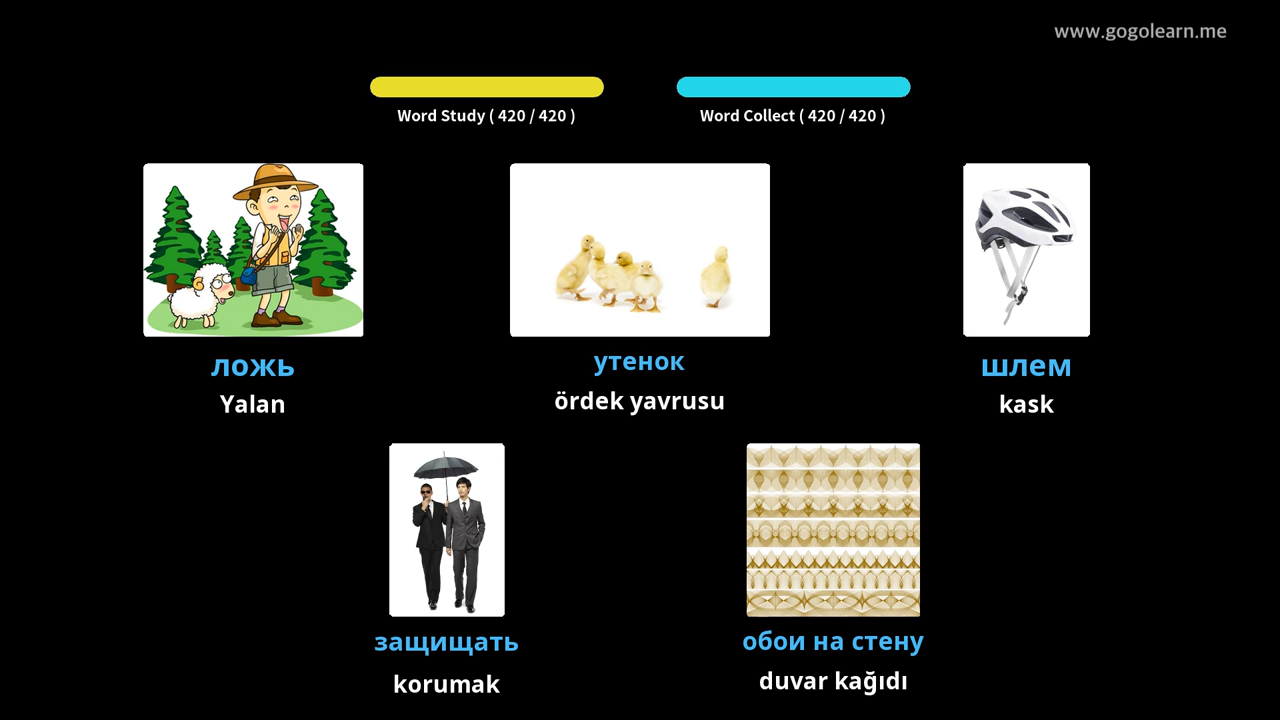 www.gogolearn.me
Word Study ( 420 / 420 )
Word Collect ( 420 / 420 )
ложь
Yalan
утенок
ördek yavrusu
шлем
kask
защищать
korumak
обои на стену
duvar kağıdı